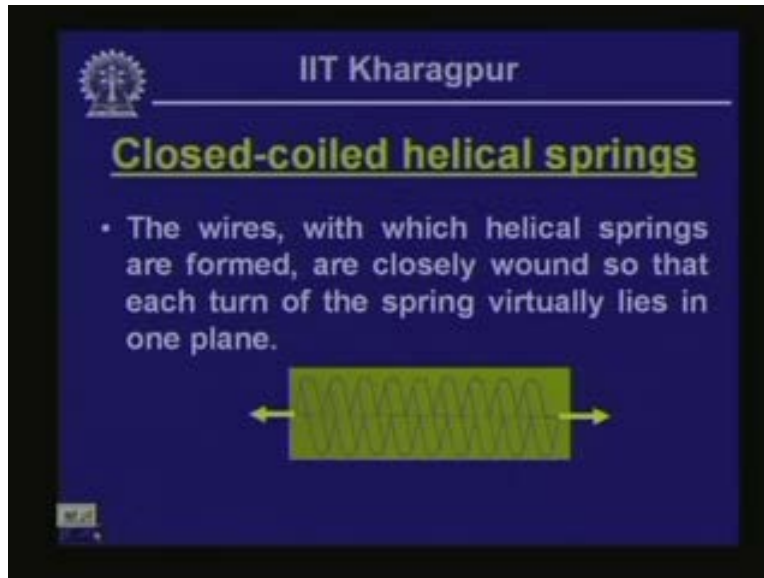 IIT Kharagpur
Closed-coiled helical springs
• The wires, with which helical springs
are formed, are closely wound so that
each turn of the spring virtually lies in
one plane.